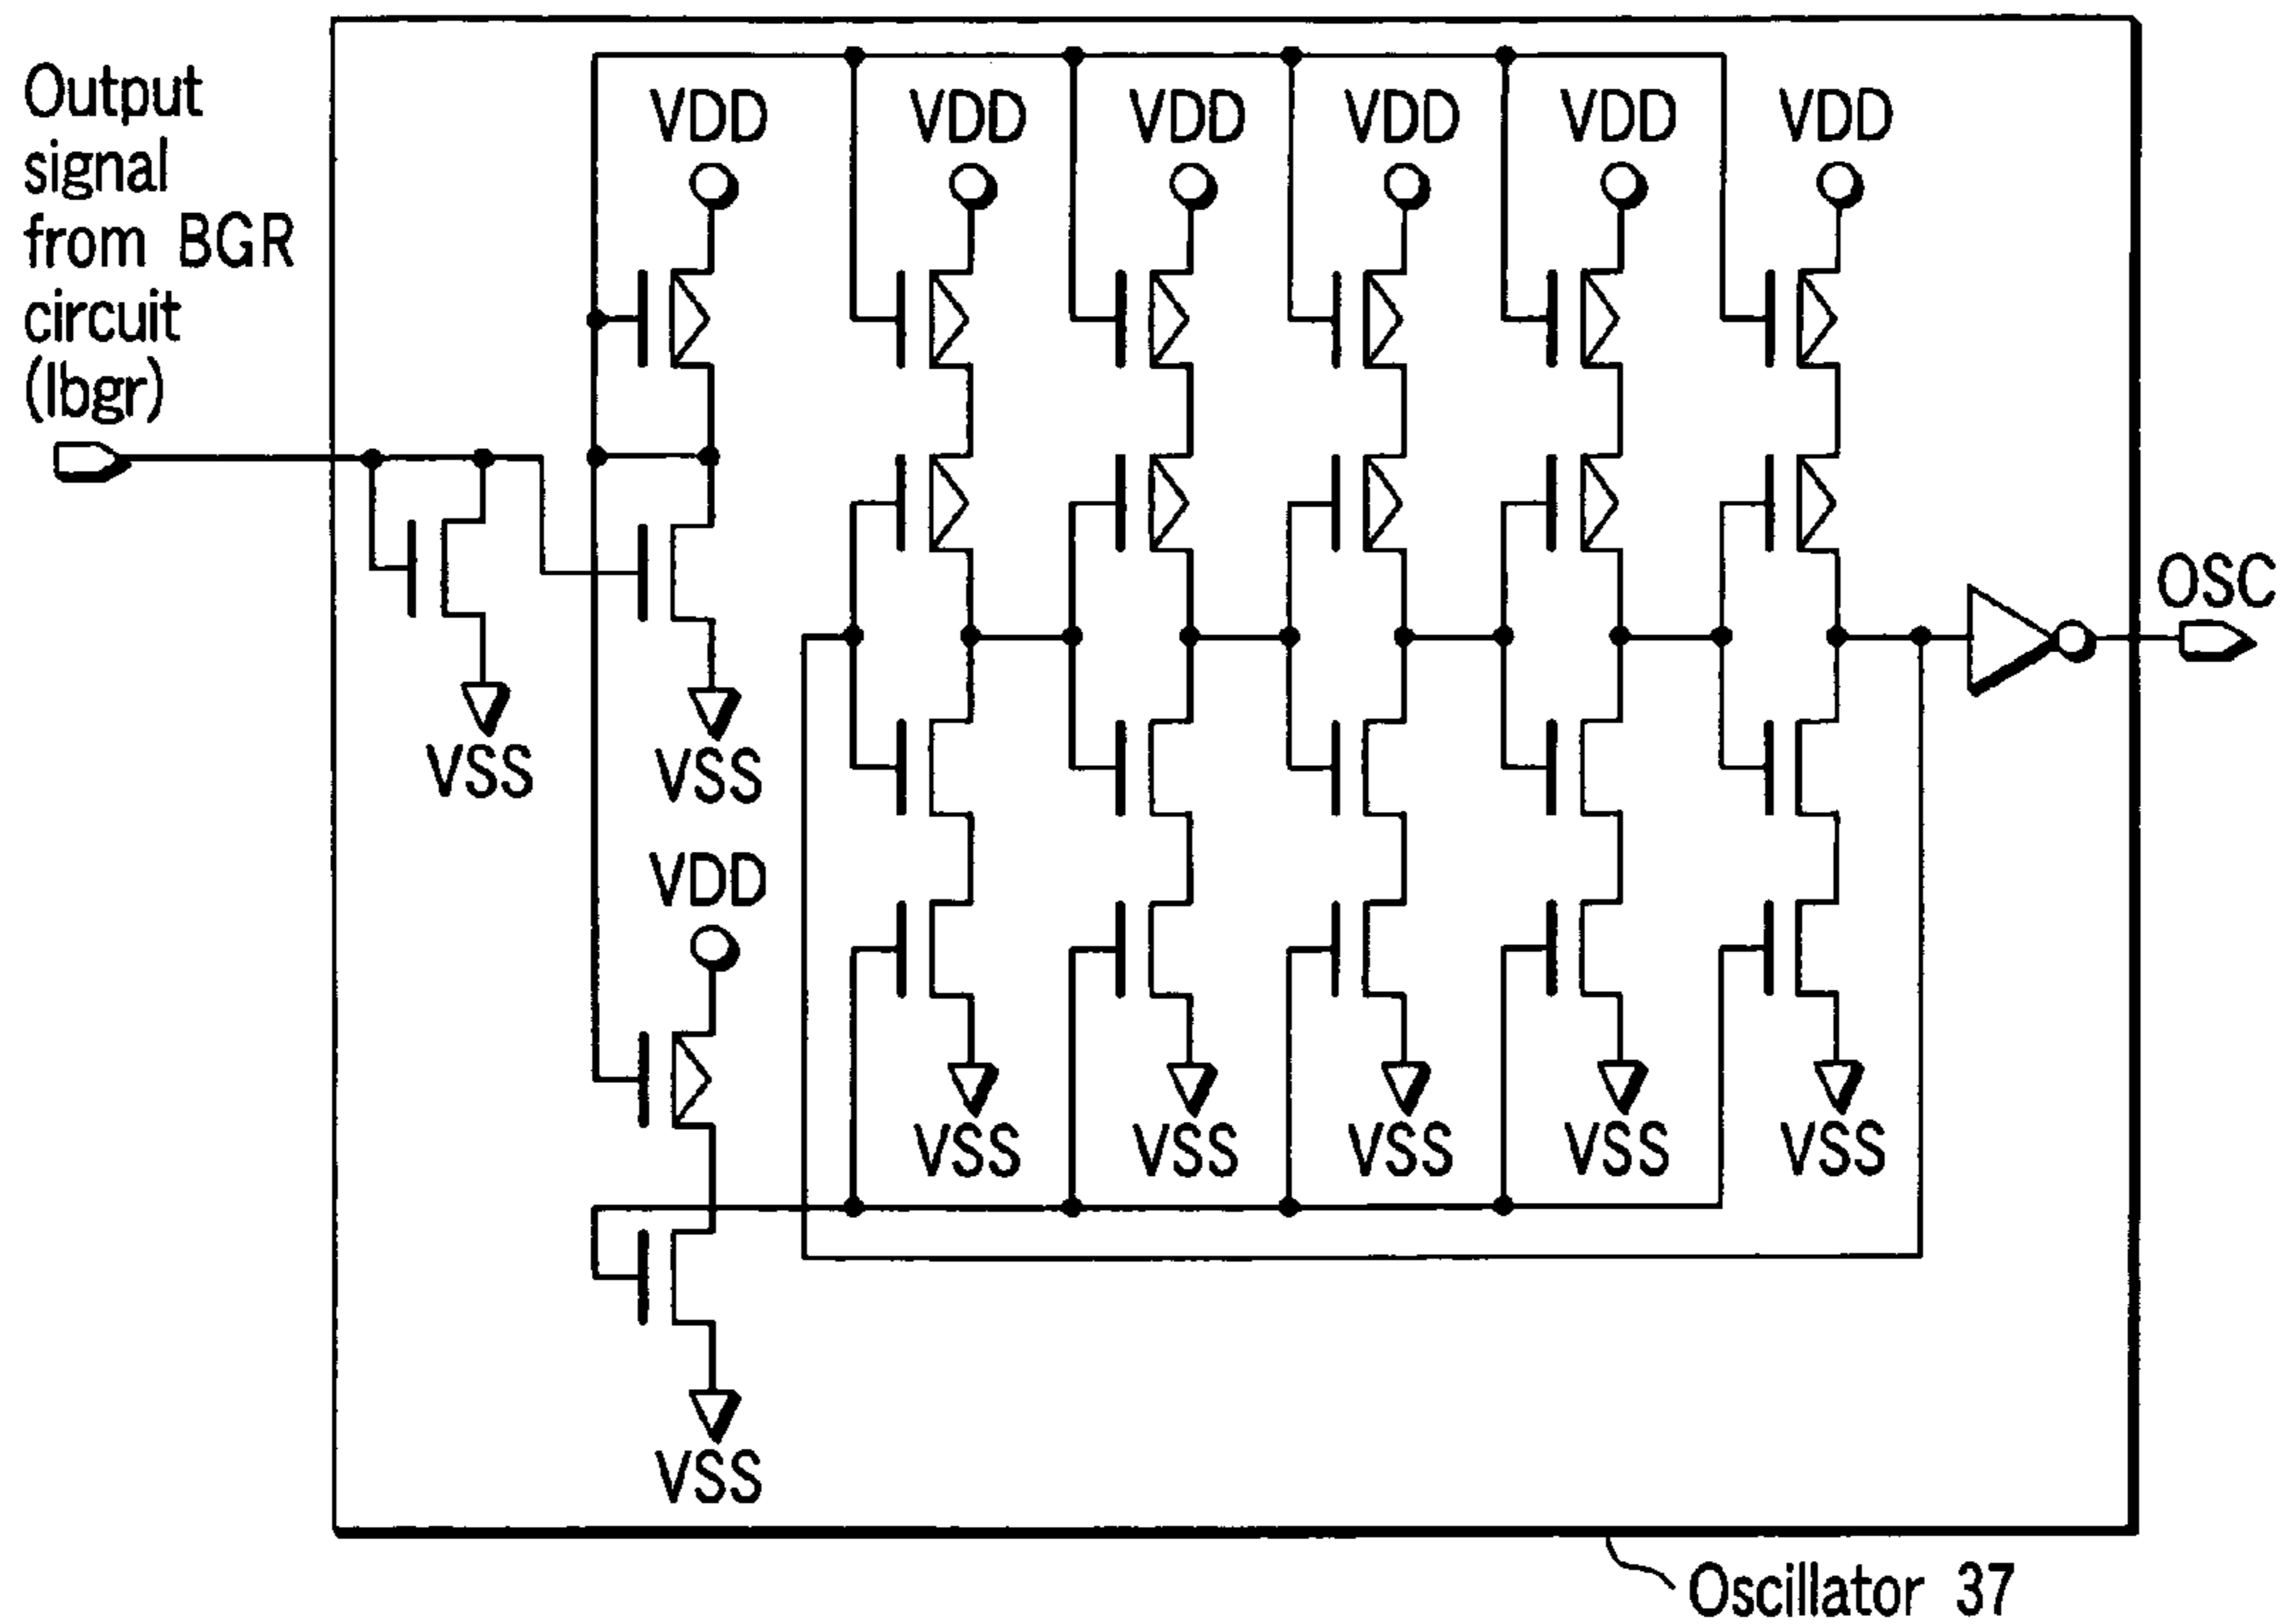 Output
signal
from BGR
circuit
(Ibgr)
VDD VDD VDD VDD VDD VDD
OSC
VSS VSS
VDD
VSS VSS VSS VSS VSS
VSS
Oscillator 37